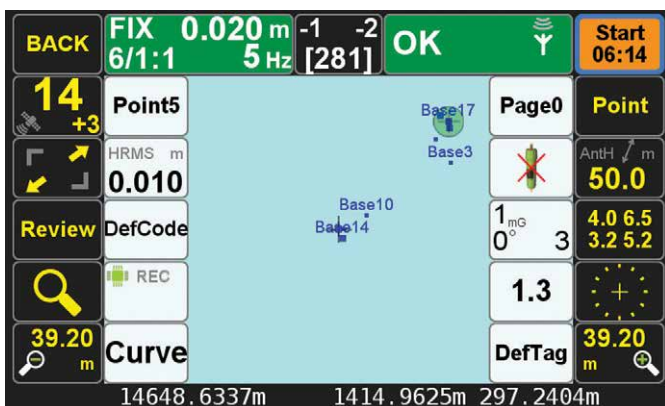 BACK
FIX 0.020 m
6/1:1 5 Hz
-1 -2
[281]
OK
Start
06:14
14
+3
Point5
Base17
Page0
Point
HRMS m
0.010
Base3
AntH m
50.0
Review
DefCode
Base10
Base14
1 mG
0° 3
4.0 6.5
3.2 5.2
REC
1.3
39.20
m
Curve
DefTag
39.20
m
14648.6337m 1414.9625m 297.2404m